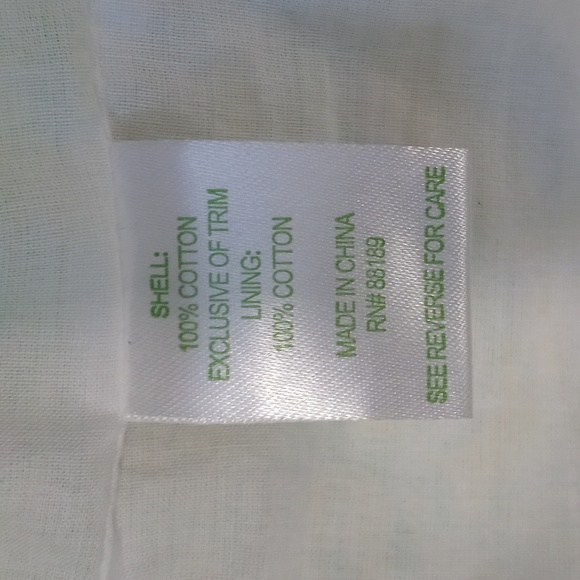 SHELL:
100% COTTON
EXCLUSIVE OF TRIM
LINING:
100% COTTON
MADE IN CHINA
RN# 88189
SEE REVERSE FOR CARE